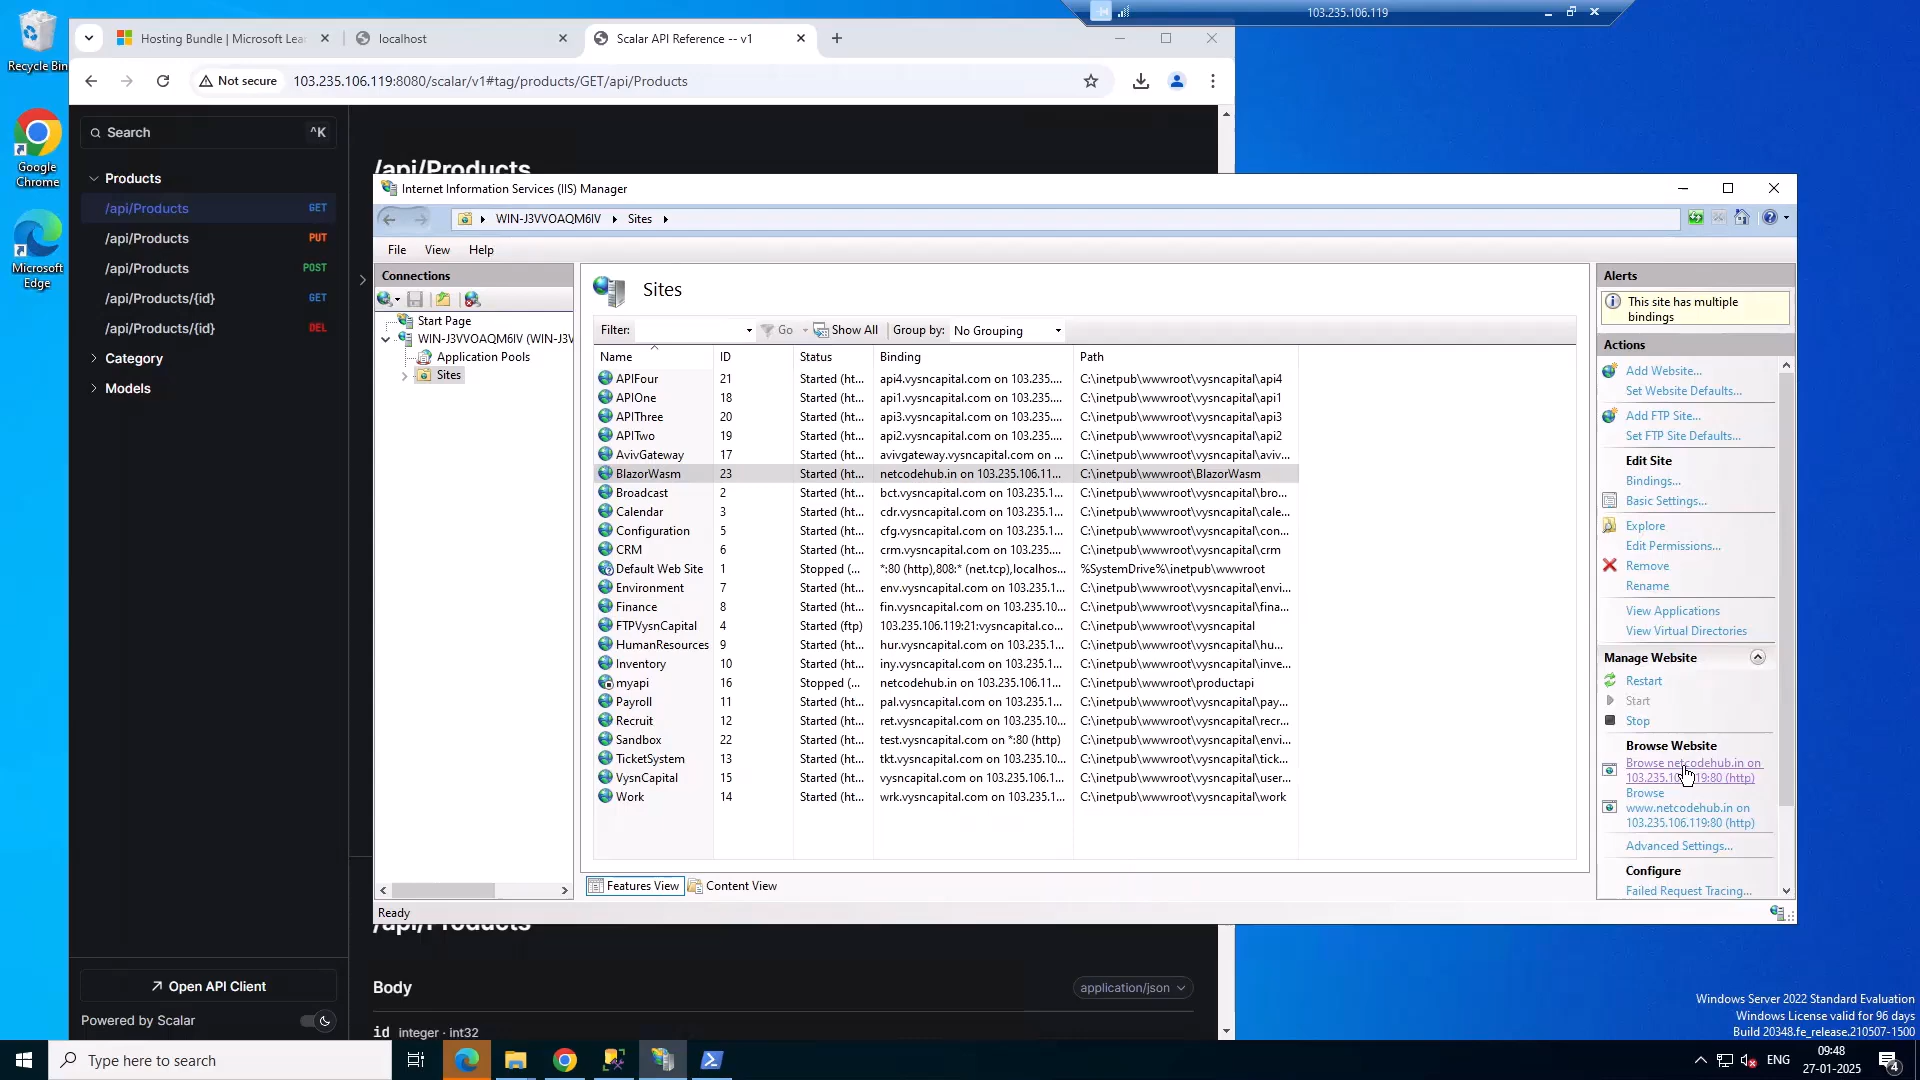 Recycle Bin
Google Chrome
Microsoft Edge
103.235.106.119
Hosting Bundle | Microsoft Lea
localhost
Scalar API Reference -- v1
Not secure
103.235.106.119:8080/scalar/v1#tag/products/GET/api/Products
Search
^K
Products
/api/Products GET
/api/Products PUT
/api/Products POST
/api/Products/{id} GET
/api/Products/{id} DEL
Category
Models
Open API Client
Powered by Scalar
/api/Products
Internet Information Services (IIS) Manager
WIN-J3VVOAQM6IV Sites
File View Help
Connections
Start Page
WIN-J3VVOAQM6IV (WIN-J3V
Application Pools
Sites
Sites
Filter: Go Show All Group by: No Grouping
Name ID Status Binding Path
APIFour 21 Started (ht... api4.vysncapital.com on 103.235.... C:\inetpub\wwwroot\vysncapital\api4
APIOne 18 Started (ht... api1.vysncapital.com on 103.235.... C:\inetpub\wwwroot\vysncapital\api1
APIThree 20 Started (ht... api3.vysncapital.com on 103.235.... C:\inetpub\wwwroot\vysncapital\api3
APITwo 19 Started (ht... api2.vysncapital.com on 103.235.... C:\inetpub\wwwroot\vysncapital\api2
AvivGateway 17 Started (ht... avivgateway.vysncapital.com on ... C:\inetpub\wwwroot\vysncapital\aviv...
BlazorWasm 23 Started (ht... netcodehub.in on 103.235.106.11... C:\inetpub\wwwroot\BlazorWasm
Broadcast 2 Started (ht... bct.vysncapital.com on 103.235.1... C:\inetpub\wwwroot\vysncapital\bro...
Calendar 3 Started (ht... cdr.vysncapital.com on 103.235.1... C:\inetpub\wwwroot\vysncapital\cale...
Configuration 5 Started (ht... cfg.vysncapital.com on 103.235.1... C:\inetpub\wwwroot\vysncapital\con...
CRM 6 Started (ht... crm.vysncapital.com on 103.235.... C:\inetpub\wwwroot\vysncapital\crm
Default Web Site 1 Stopped (... *:80 (http),808:* (net.tcp),localhos... %SystemDrive%\inetpub\wwwroot
Environment 7 Started (ht... env.vysncapital.com on 103.235.1... C:\inetpub\wwwroot\vysncapital\envi...
Finance 8 Started (ht... fin.vysncapital.com on 103.235.10... C:\inetpub\wwwroot\vysncapital\fina...
FTPVysnCapital 4 Started (ftp) 103.235.106.119:21:vysncapital.co... C:\inetpub\wwwroot\vysncapital
HumanResources 9 Started (ht... hur.vysncapital.com on 103.235.1... C:\inetpub\wwwroot\vysncapital\hu...
Inventory 10 Started (ht... iny.vysncapital.com on 103.235.1... C:\inetpub\wwwroot\vysncapital\inve...
myapi 16 Stopped (... netcodehub.in on 103.235.106.11... C:\inetpub\wwwroot\productapi
Payroll 11 Started (ht... pal.vysncapital.com on 103.235.1... C:\inetpub\wwwroot\vysncapital\pay...
Recruit 12 Started (ht... ret.vysncapital.com on 103.235.10... C:\inetpub\wwwroot\vysncapital\recr...
Sandbox 22 Started (ht... test.vysncapital.com on *:80 (http) C:\inetpub\wwwroot\vysncapital\envi...
TicketSystem 13 Started (ht... tkt.vysncapital.com on 103.235.10... C:\inetpub\wwwroot\vysncapital\tick...
VysnCapital 15 Started (ht... vysncapital.com on 103.235.106.1... C:\inetpub\wwwroot\vysncapital\user...
Work 14 Started (ht... wrk.vysncapital.com on 103.235.1... C:\inetpub\wwwroot\vysncapital\work
Features View Content View
Ready
Alerts
This site has multiple
bindings
Actions
Add Website...
Set Website Defaults...
Add FTP Site...
Set FTP Site Defaults...
Edit Site
Bindings...
Basic Settings...
Explore
Edit Permissions...
Remove
Rename
View Applications
View Virtual Directories
Manage Website
Restart
Start
Stop
Browse Website
Browse netcodehub.in on
103.235.106.119:80 (http)
Browse
www.netcodehub.in on
103.235.106.119:80 (http)
Advanced Settings...
Configure
Failed Request Tracing...
/api/Products
Body
application/json
id integer · int32
Windows Server 2022 Standard Evaluation
Windows License valid for 96 days
Build 20348.fe_release.210507-1500
Type here to search
ENG
09:48
27-01-2025
4